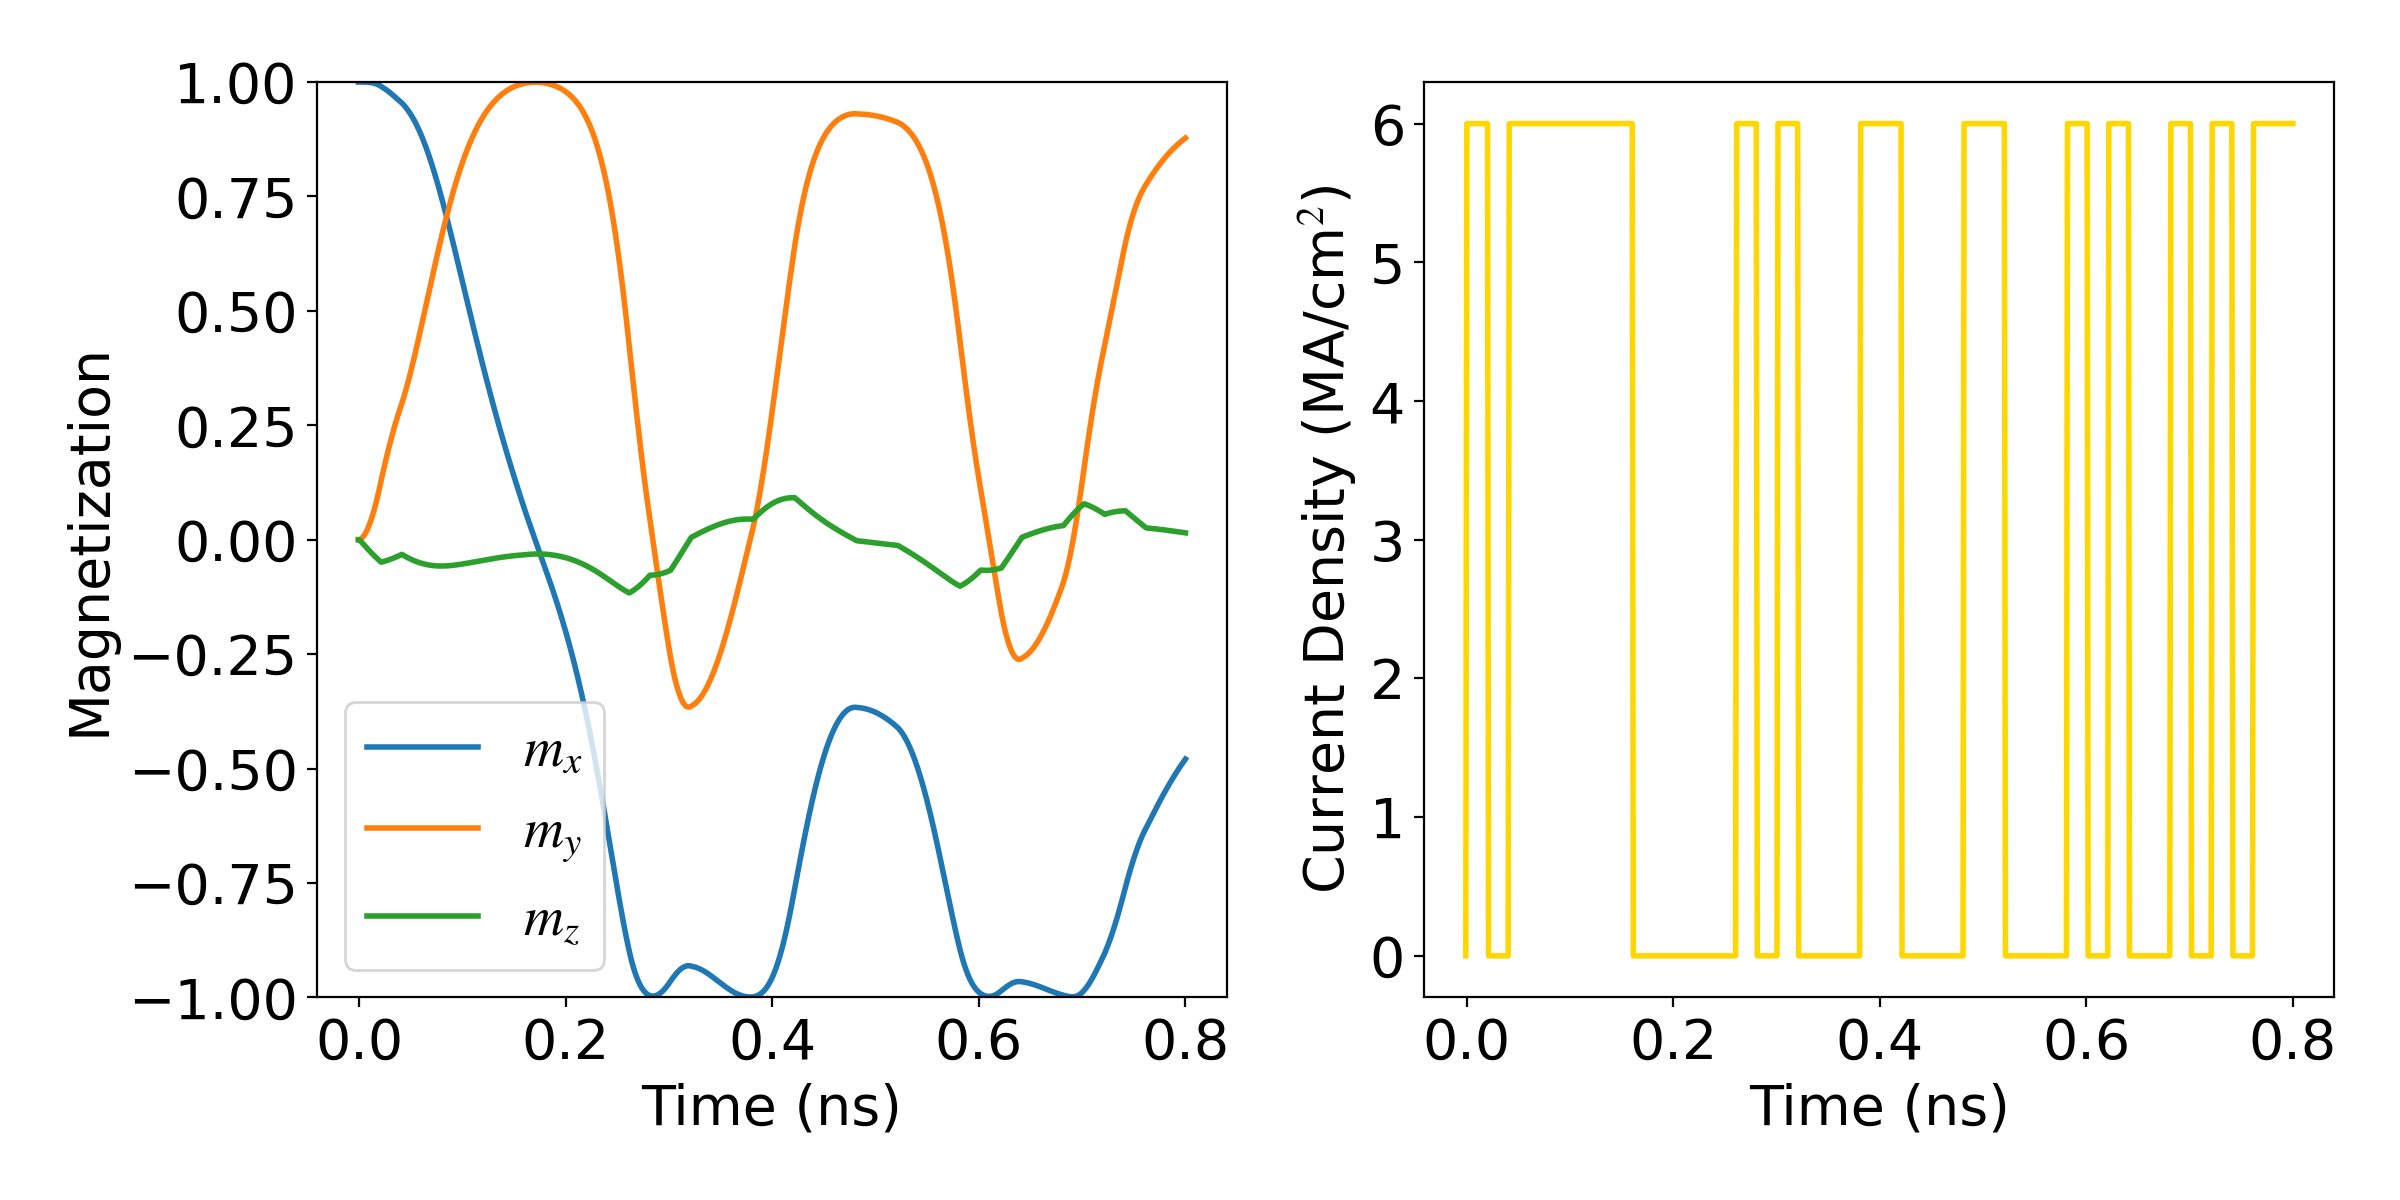 Magnetization
1.00
0.75
0.50
0.25
0.00
−0.25
−0.50
−0.75
−1.00
0.0 0.2 0.4 0.6 0.8
Time (ns)
m_x
m_y
m_z
Current Density (MA/cm²)
6
5
4
3
2
1
0
0.0 0.2 0.4 0.6 0.8
Time (ns)